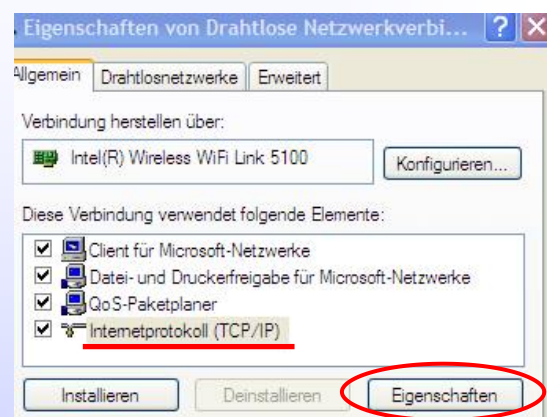 Eigenschaften von Drahtlose Netzwerkverbi...
Allgemein Drahtlosnetzwerke Erweitert
Verbindung herstellen über:
Intel(R) Wireless WiFi Link 5100 Konfigurieren...
Diese Verbindung verwendet folgende Elemente:
Client für Microsoft-Netzwerke
Datei- und Druckerfreigabe für Microsoft-Netzwerke
QoS-Paketplaner
Internetprotokoll (TCP/IP)
Installieren Deinstallieren Eigenschaften